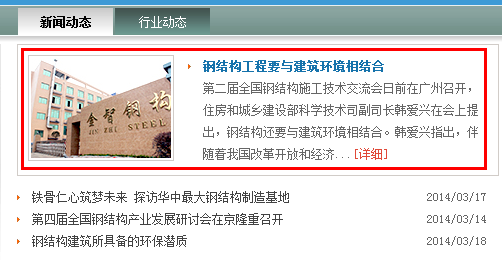 新闻动态
行业动态
金智钢构
JIN ZHI STEEL
钢结构工程要与建筑环境相结合
第二届全国钢结构施工技术交流会日前在广州召开，
住房和城乡建设部科学技术司副司长韩爱兴在会上提
出，钢结构还要与建筑环境相结合。韩爱兴指出，伴
随着我国改革开放和经济...[详细]
铁骨仁心筑梦未来 探访华中最大钢结构制造基地 2014/03/17
第四届全国钢结构产业发展研讨会在京隆重召开 2014/03/14
钢结构建筑所具备的环保潜质 2014/03/18